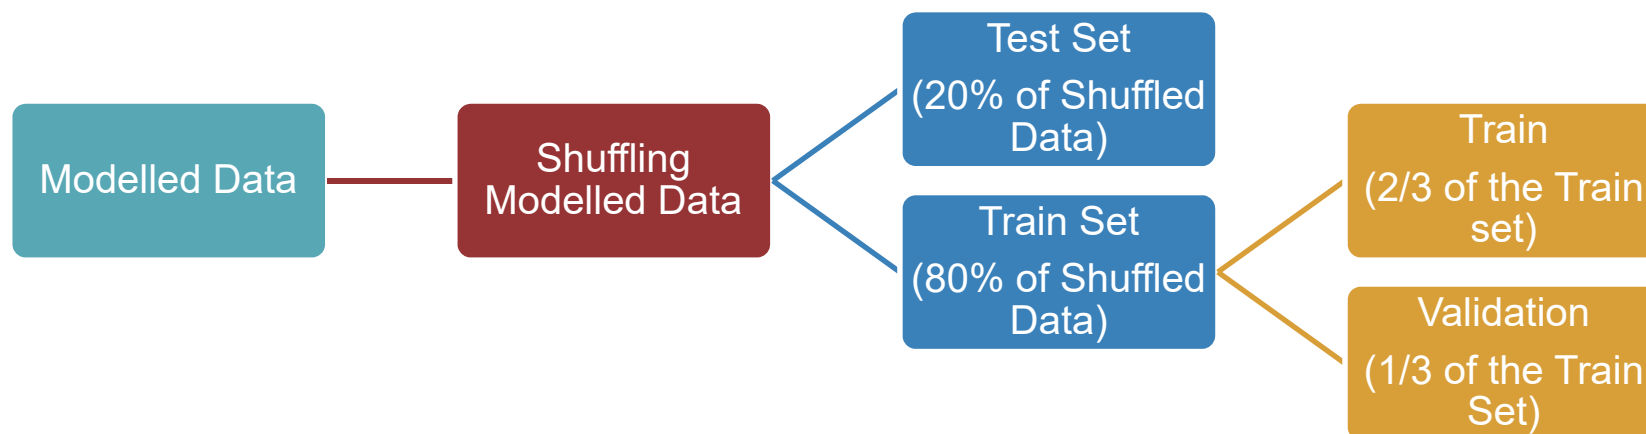 Modelled Data
Shuffling
Modelled Data
Test Set
(20% of Shuffled
Data)
Train Set
(80% of Shuffled
Data)
Train
(2/3 of the Train
set)
Validation
(1/3 of the Train
Set)